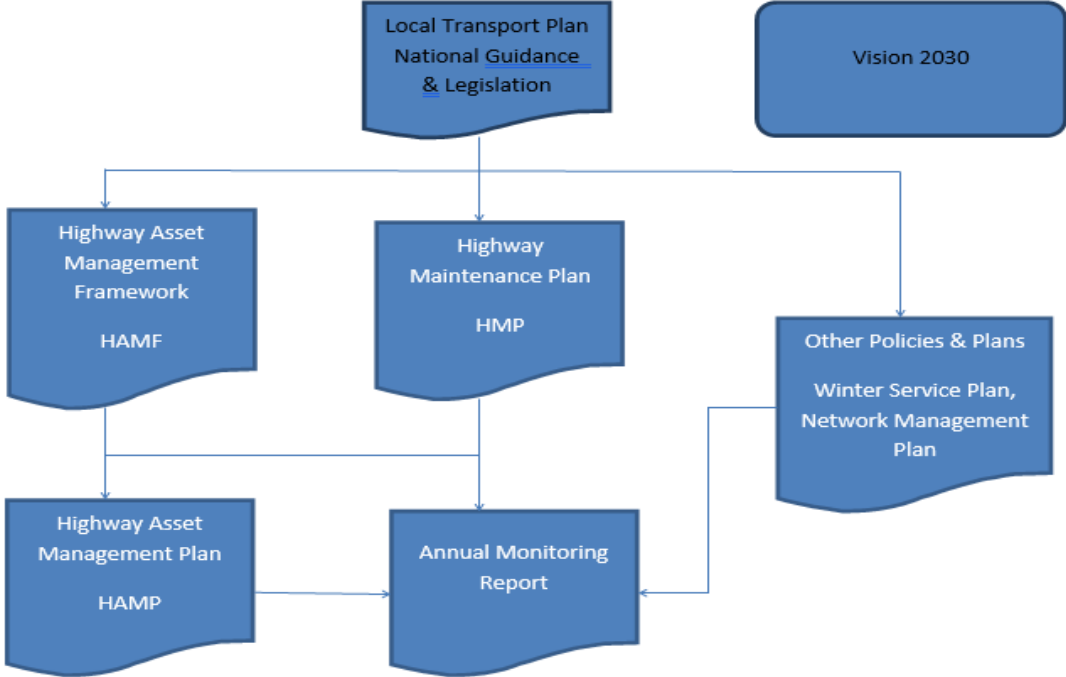 Local Transport Plan
National Guidance
& Legislation
Vision 2030
Highway Asset
Management
Framework
HAMF
Highway
Maintenance Plan
HMP
Other Policies & Plans
Winter Service Plan,
Network Management
Plan
Highway Asset
Management Plan
HAMP
Annual Monitoring
Report